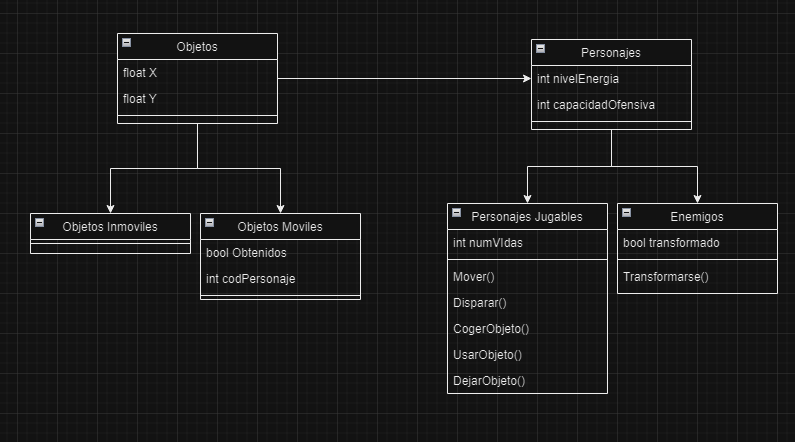 Objetos
float X
float Y
Personajes
int nivelEnergia
int capacidadOfensiva
Objetos Inmoviles
Objetos Moviles
bool Obtenidos
int codPersonaje
Personajes Jugables
int numVIdas
Mover()
Disparar()
CogerObjeto()
UsarObjeto()
DejarObjeto()
Enemigos
bool transformado
Transformarse()